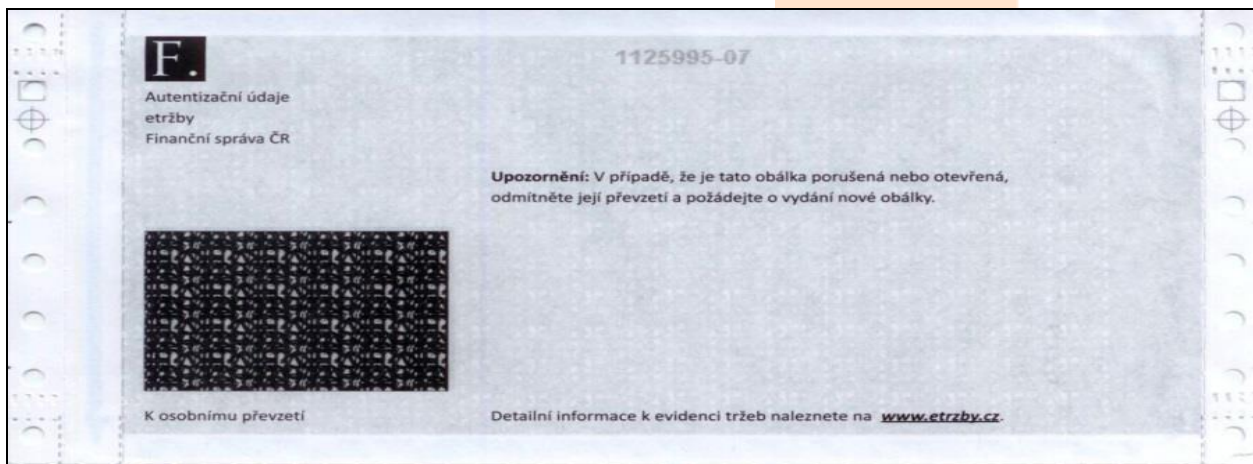 F.
1125995-07
Autentizační údaje
etržby
Finanční správa ČR
Upozornění: V případě, že je tato obálka porušená nebo otevřená,
odmítněte její převzetí a požádejte o vydání nové obálky.
K osobnímu převzetí
Detailní informace k evidenci tržeb naleznete na www.etrzby.cz.